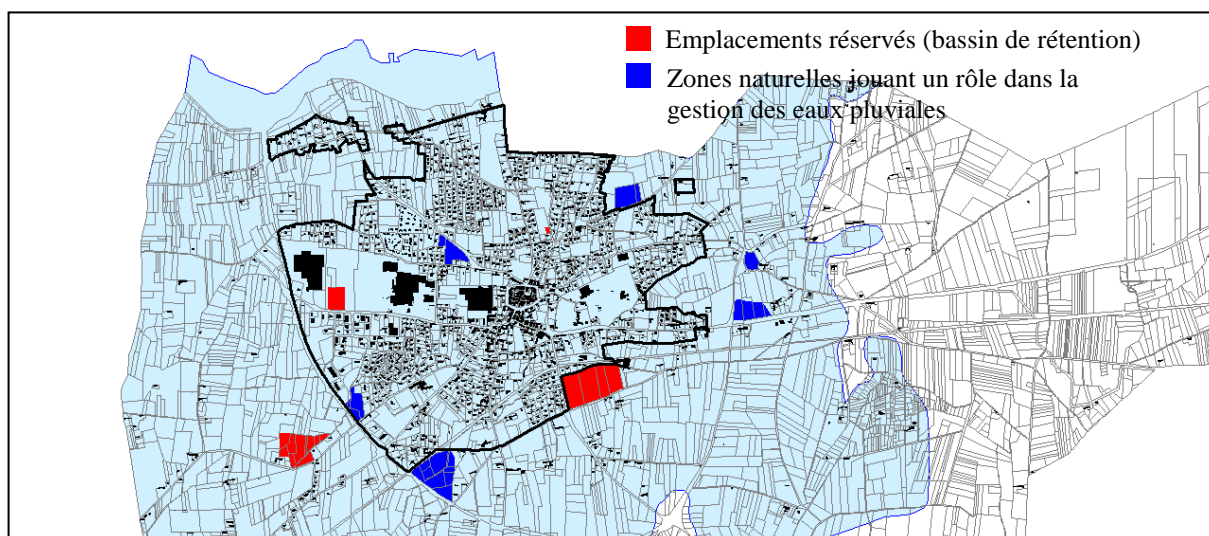 Emplacements réservés (bassin de rétention)
Zones naturelles jouant un rôle dans la
gestion des eaux pluviales